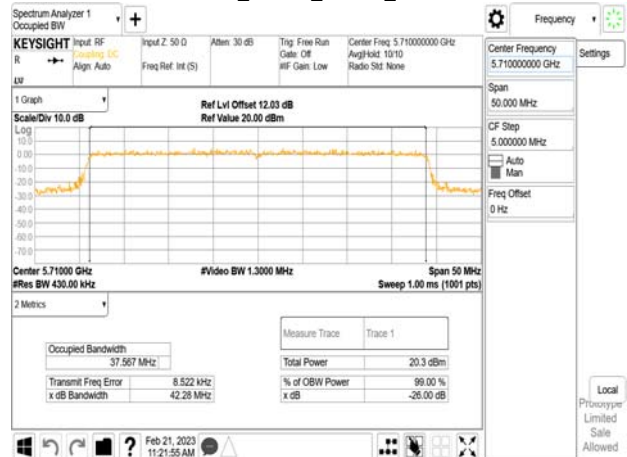 Spectrum Analyzer 1
Occupied BW
Frequency
KEYSIGHT
Input: RF
Coupling: DC
Align: Auto
R
LVI
Input Z: 50 Ω
Freq Ref: Int (S)
Atten: 30 dB
Trig: Free Run
Gate: Off
#IF Gain: Low
Center Freq: 5.710000000 GHz
Avg|Hold: 10/10
Radio Std: None
Center Frequency
5.710000000 GHz
Settings
Span
50.000 MHz
CF Step
5.000000 MHz
Auto
Man
Freq Offset
0 Hz
1 Graph
Scale/Div 10.0 dB
Ref Lvl Offset 12.03 dB
Ref Value 20.00 dBm
Log
10.0
0.00
-10.0
-20.0
-30.0
-40.0
-50.0
-60.0
-70.0
Center 5.71000 GHz
#Res BW 430.00 kHz
#Video BW 1.3000 MHz
Span 50 MHz
Sweep 1.00 ms (1001 pts)
2 Metrics
Measure Trace
Trace 1
Occupied Bandwidth
37.567 MHz
Total Power
20.3 dBm
Transmit Freq Error
8.522 kHz
% of OBW Power
99.00 %
x dB Bandwidth
42.28 MHz
x dB
-26.00 dB
Local
Prototype
Limited
Sale
Allowed
?
Feb 21, 2023
11:21:55 AM